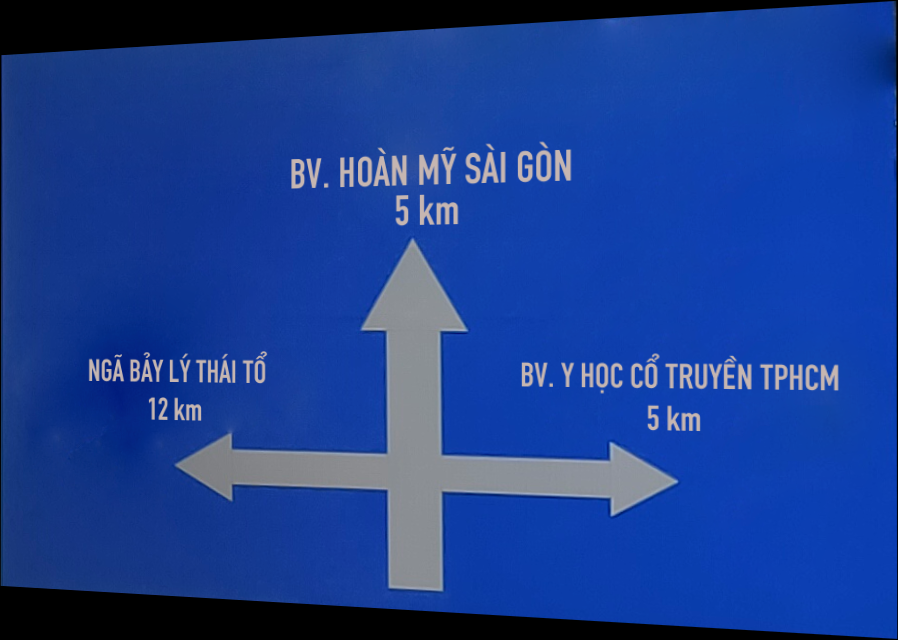 BV. HOÀN MỸ SÀI GÒN
5 km
NGÃ BẢY LÝ THÁI TỔ
12 km
BV. Y HỌC CỔ TRUYỀN TPHCM
5 km